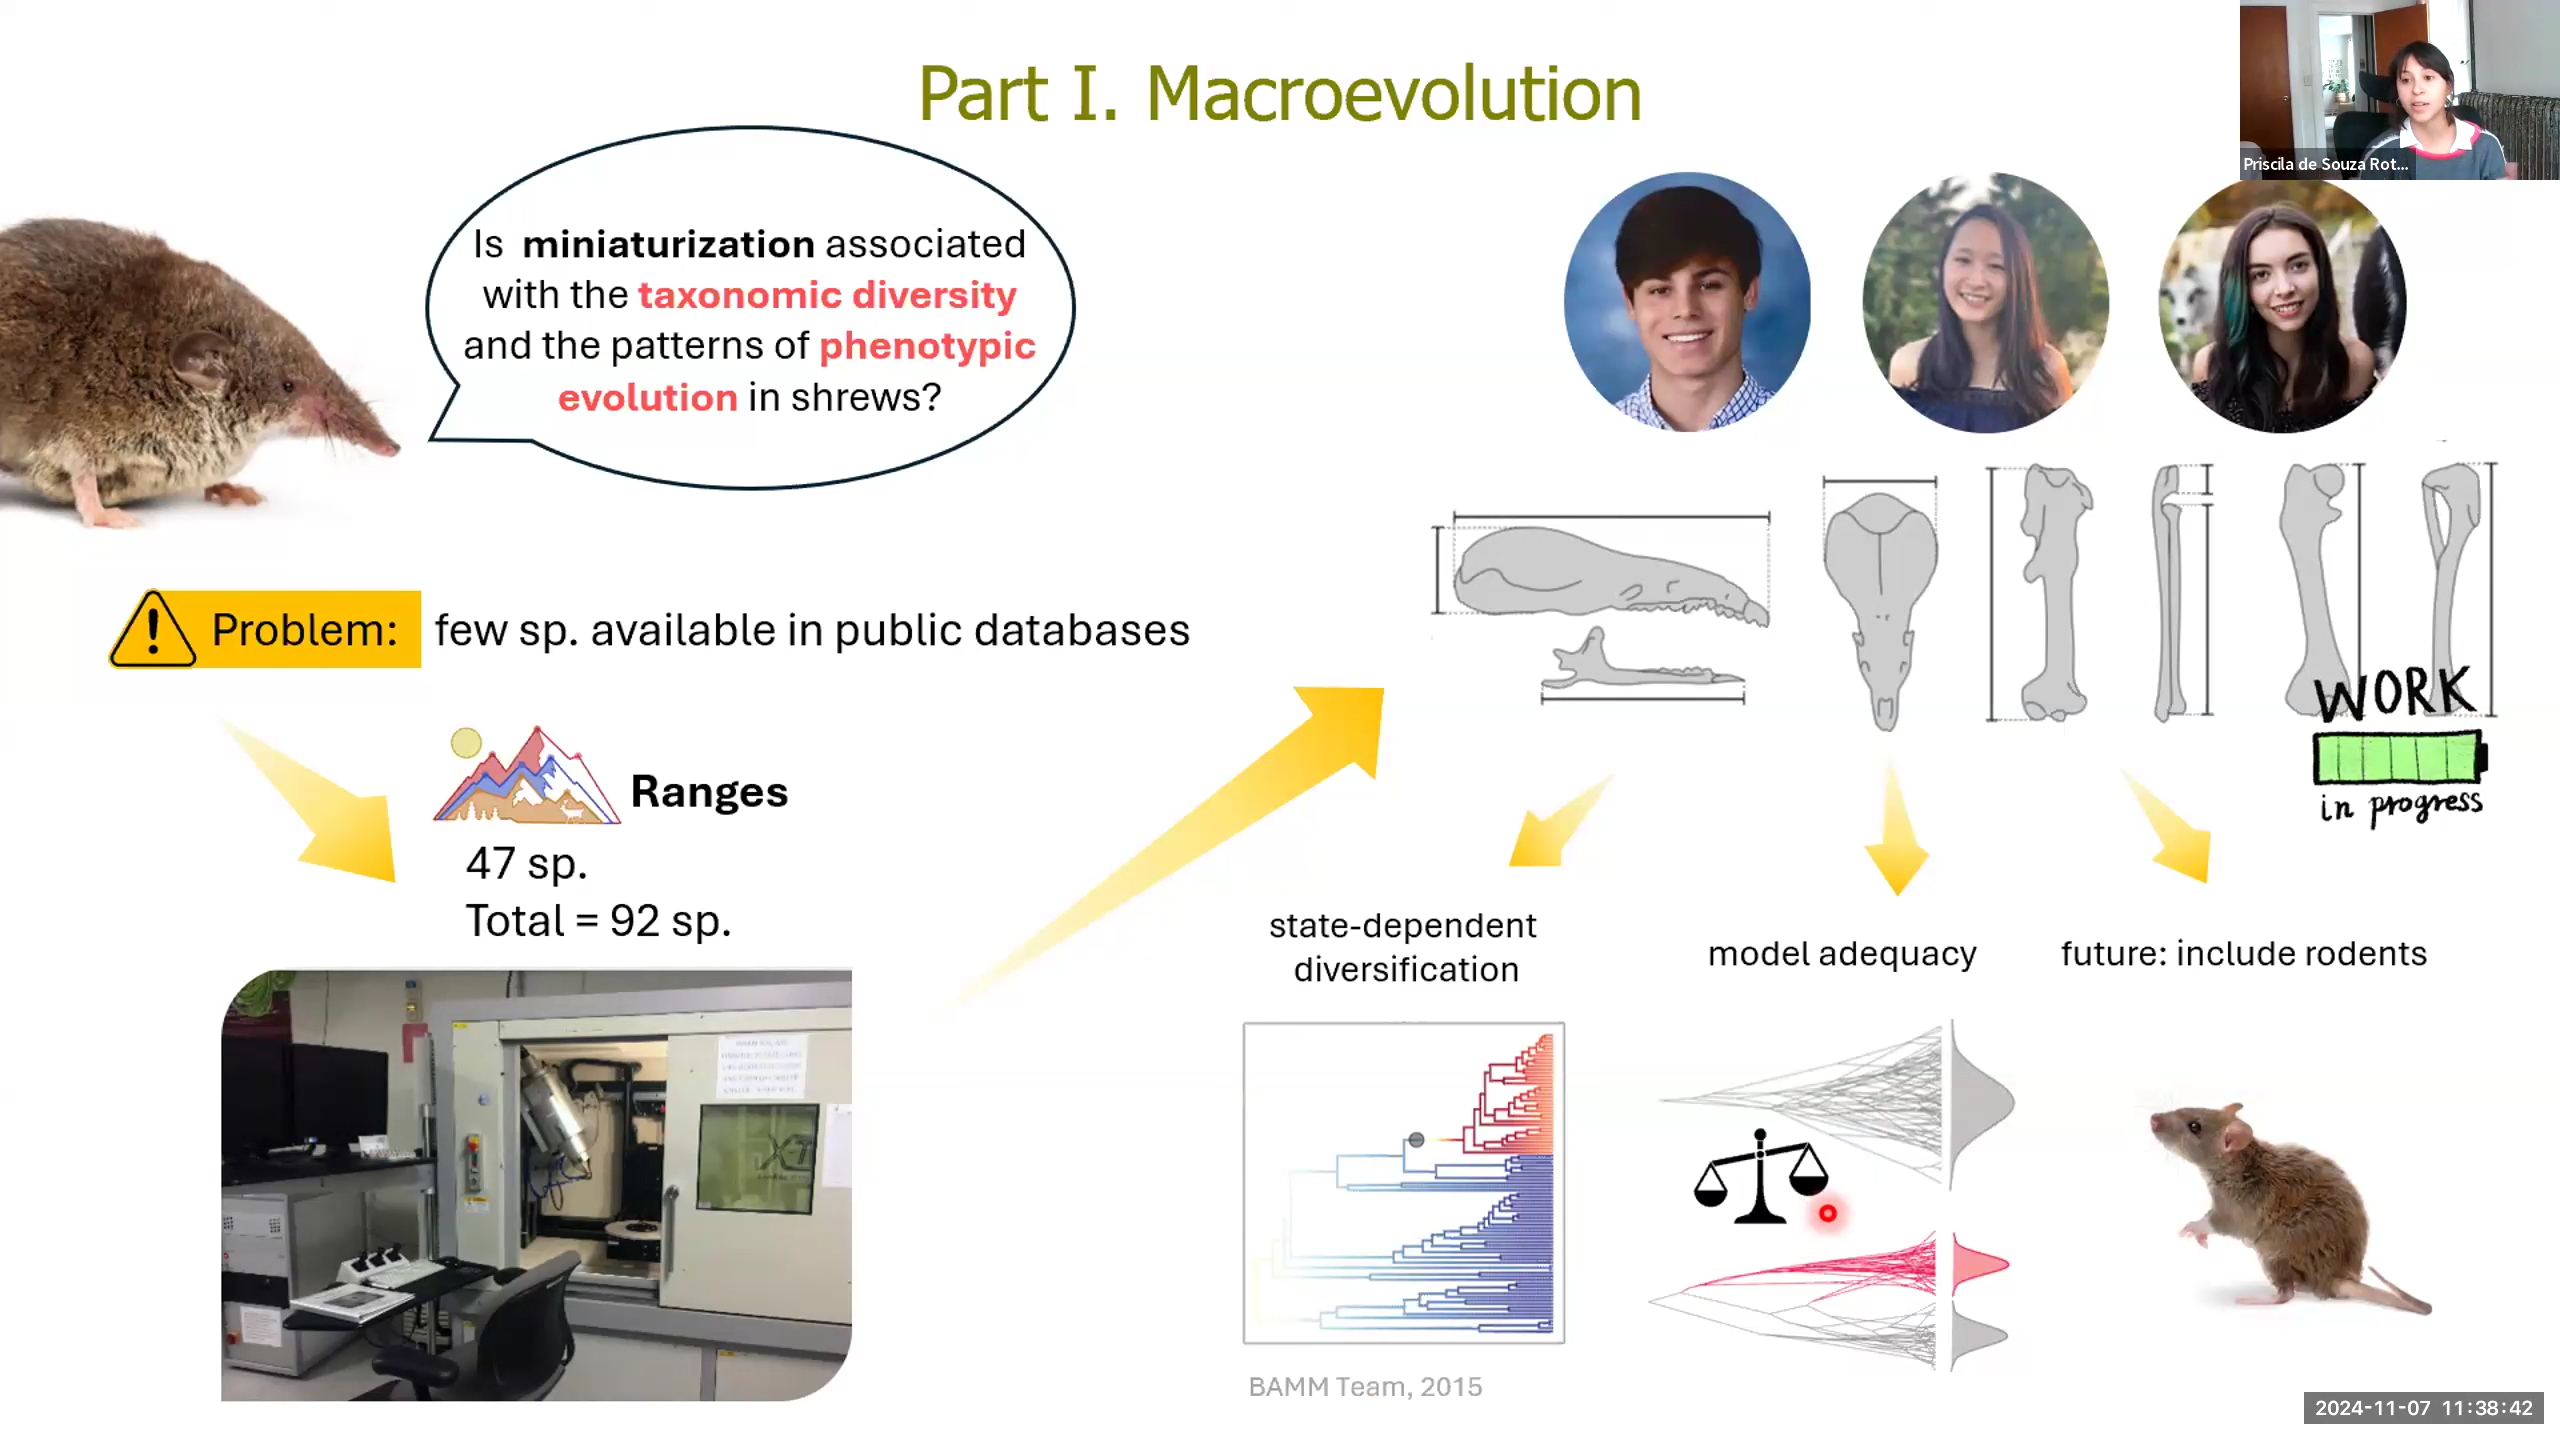 Part I. Macroevolution
Priscila de Souza Rot...
Is miniaturization associated
with the taxonomic diversity
and the patterns of phenotypic
evolution in shrews?
Problem: few sp. available in public databases
Ranges
47 sp.
Total = 92 sp.
WORK
in progress
state-dependent
diversification
model adequacy
future: include rodents
BAMM Team, 2015
2024-11-07 11:38:42